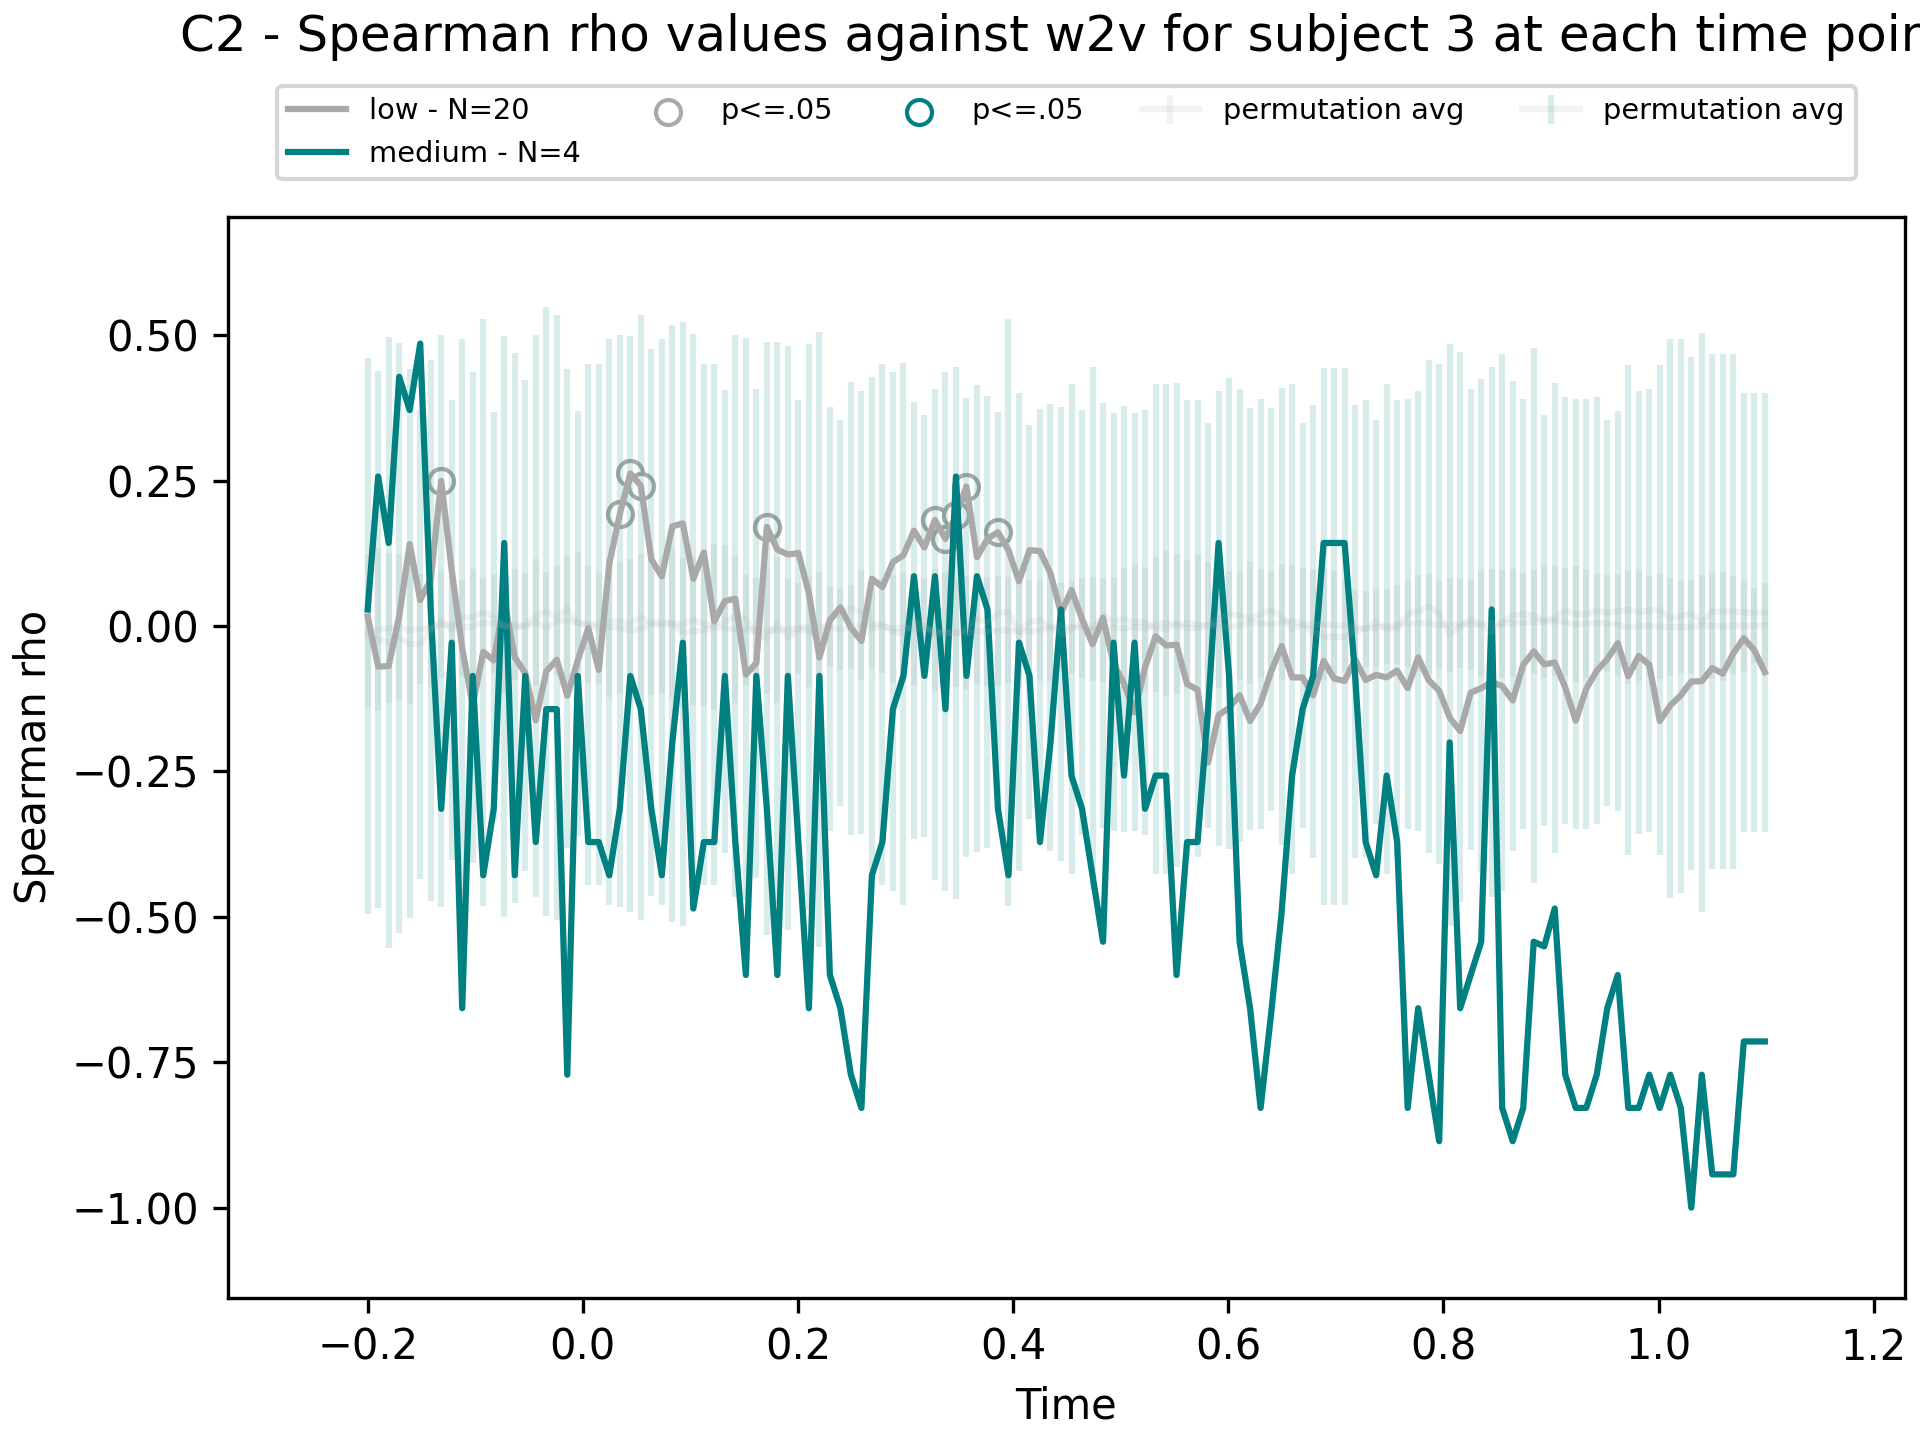 C2 - Spearman rho values against w2v for subject 3 at each time poin
low - N=20
medium - N=4
p<=.05
p<=.05
permutation avg
permutation avg
Spearman rho
0.50
0.25
0.00
−0.25
−0.50
−0.75
−1.00
−0.2 0.0 0.2 0.4 0.6 0.8 1.0 1.2
Time